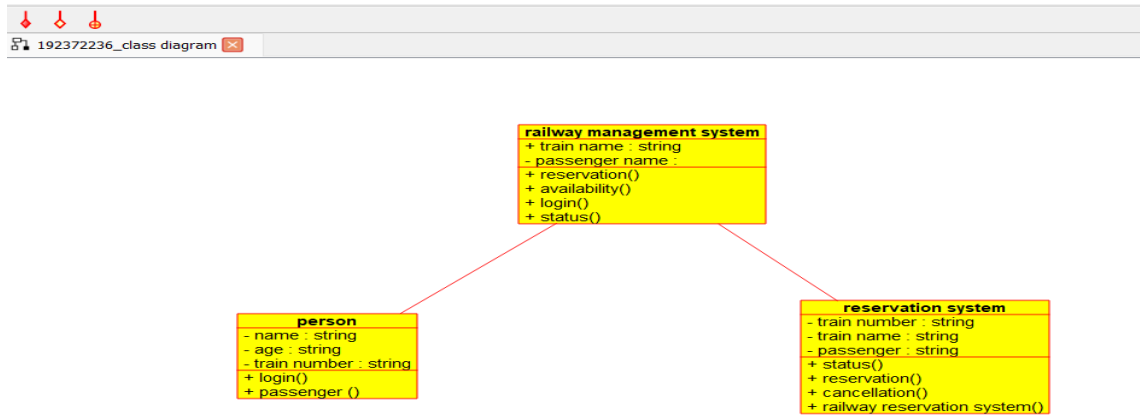 192372236_class diagram
railway management system
+ train name : string
- passenger name :
+ reservation()
+ availability()
+ login()
+ status()
person
- name : string
- age : string
- train number : string
+ login()
+ passenger ()
reservation system
- train number : string
- train name : string
- passenger : string
+ status()
+ reservation()
+ cancellation()
+ railway reservation system()